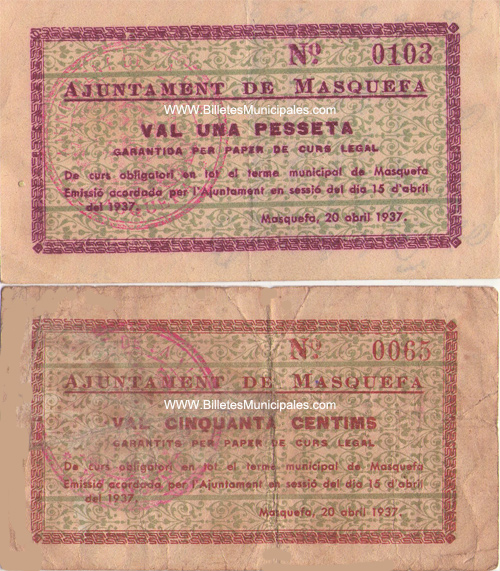 Nº 0103
AJUNTAMENT DE MASQUEFA
www.BilletesMunicipales.com
VAL UNA PESSETA
GARANTIDA PER PAPER DE CURS LEGAL
De curs obligatori en tot el terme municipal de Masquefa
Emissió acordada per l'Ajuntament en sessió del dia 15 d'abril
del 1937.
Masquefa, 20 abril 1937.
Nº 0065
AJUNTAMENT DE MASQUEFA
www.BilletesMunicipales.com
VAL CINQUANTA CENTIMS
GARANTITS PER PAPER DE CURS LEGAL
De curs obligatori en tot el terme municipal de Masquefa
Emissió acordada per l'Ajuntament en sessió del dia 15 d'abril
del 1937.
Masquefa, 20 abril 1937.